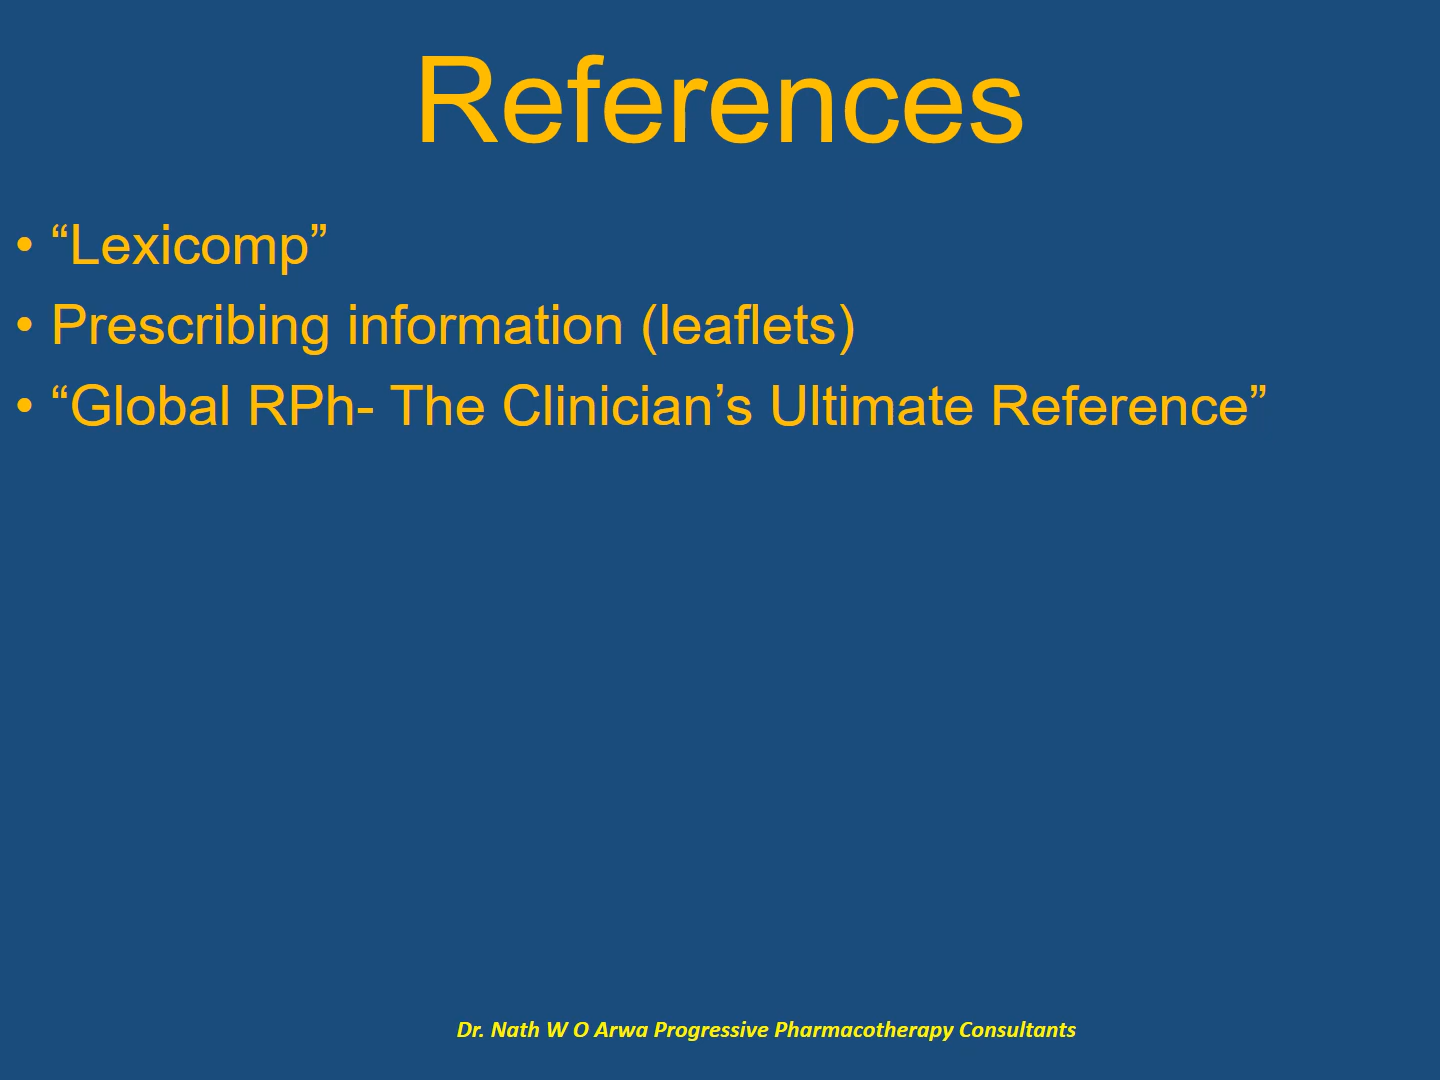 References
• “Lexicomp”
• Prescribing information (leaflets)
• “Global RPh- The Clinician’s Ultimate Reference”
Dr. Nath W O Arwa Progressive Pharmacotherapy Consultants